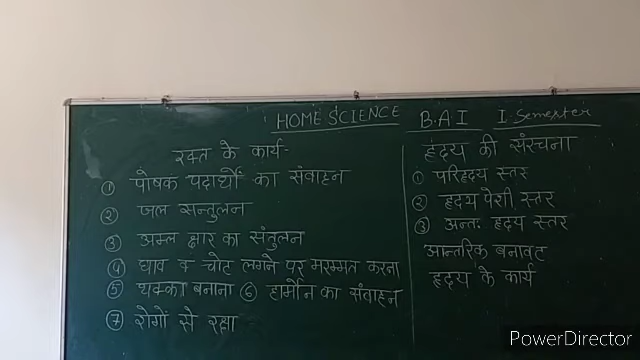 HOME SCIENCE B.A I I Semester
रक्त के कार्य-
① पोषक पदार्थो का संवाहन
② जल सन्तुलन
③ अम्ल क्षार का संतुलन
④ घाव व चोट लगने पर मरम्मत करना
⑤ थक्का बनाना ⑥ हार्मोन का संवाहन
⑦ रोगों से रक्षा
हृदय की संरचना
① परिहृदय स्तर
② हृदय पेशी स्तर
③ अन्तः हृदय स्तर
आन्तरिक बनावट
हृदय के कार्य
PowerDirector